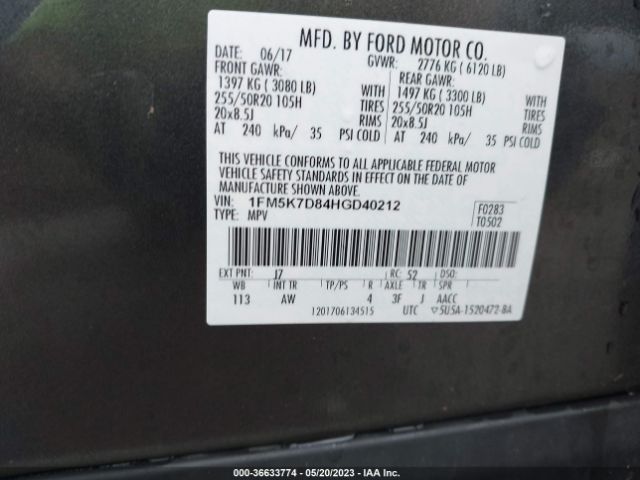 MFD. BY FORD MOTOR CO.
DATE: 06/17 GVWR: 2776 KG ( 6120 LB)
FRONT GAWR: REAR GAWR:
1397 KG ( 3080 LB) WITH 1497 KG ( 3300 LB) WITH
255/50R20 105H TIRES 255/50R20 105H TIRES
20x8.5J RIMS 20x8.5J RIMS
AT 240 kPa/ 35 PSI COLD AT 240 kPa/ 35 PSI COLD
THIS VEHICLE CONFORMS TO ALL APPLICABLE FEDERAL MOTOR
VEHICLE SAFETY STANDARDS IN EFFECT ON THE DATE OF
MANUFACTURE SHOWN ABOVE.
VIN: 1FM5K7D84HGD40212 F0283
TYPE: MPV T0502
EXT PNT: J7 RC: 52 DSO:
WB INT TR TP/PS R AXLE TR SPR
113 AW 4 3F J AACC
1201706134515 UTC ▽5U5A-1520472-BA
36633774 — 05/20/2023 — IAA Inc.